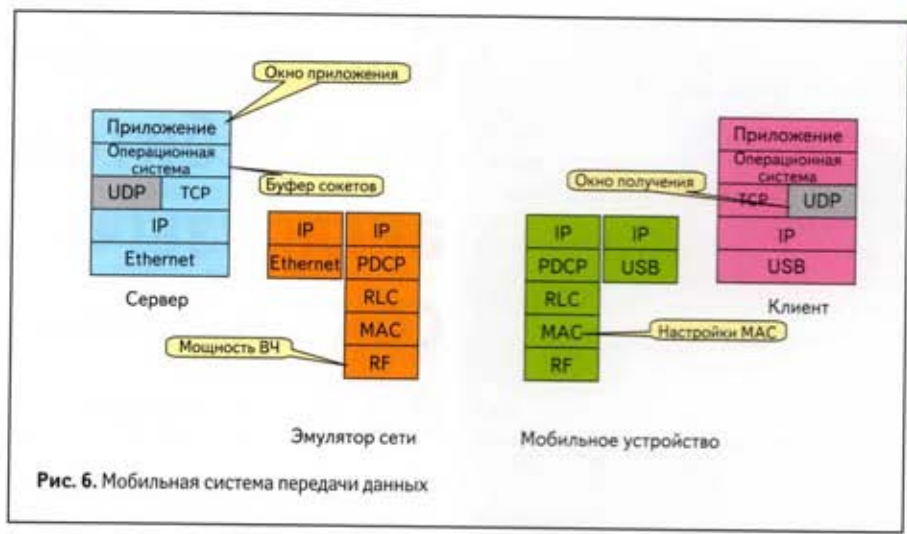 Окно приложения
Приложение
Операционная
система
Буфер сокетов
UDP
TCP
IP
Ethernet
Сервер
IP
IP
Ethernet
PDCP
RLC
MAC
RF
Мощность ВЧ
Эмулятор сети
IP
IP
PDCP
USB
RLC
MAC
RF
Настройки MAC
Мобильное устройство
Приложение
Операционная
система
Окно получения
TCP
UDP
IP
USB
Клиент
Рис. 6. Мобильная система передачи данных